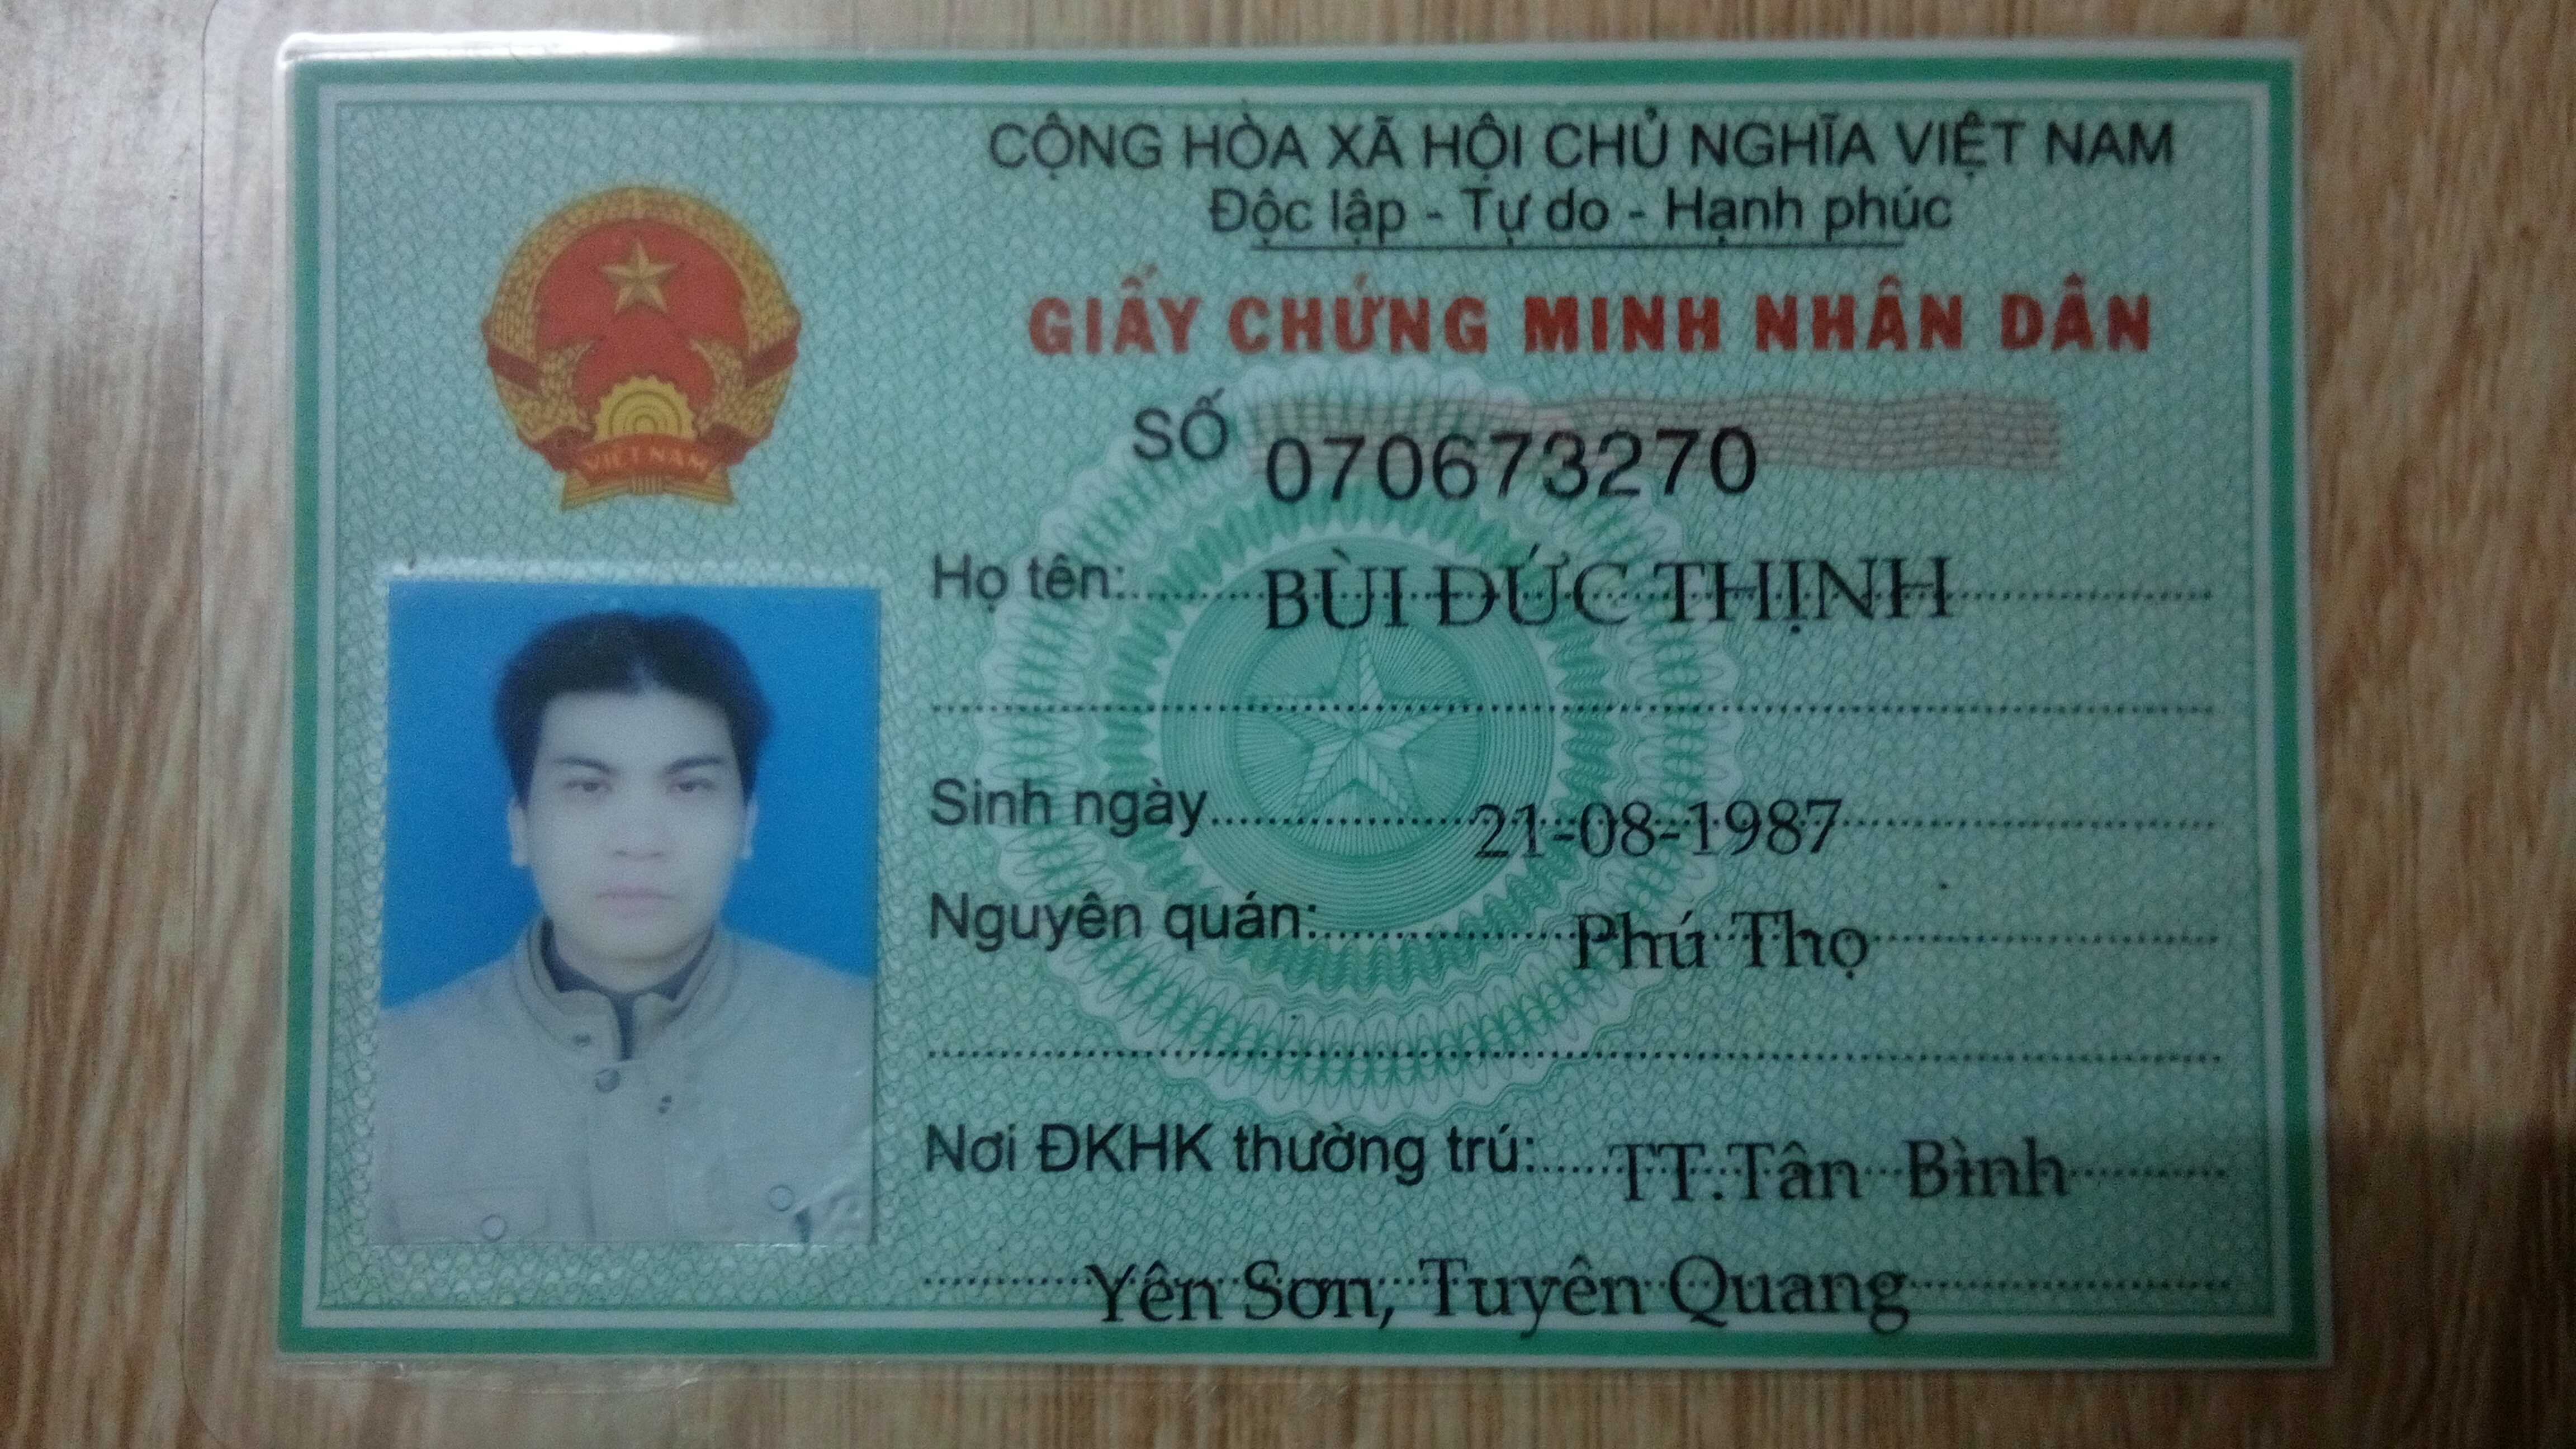 CỘNG HÒA XÃ HỘI CHỦ NGHĨA VIỆT NAM
Độc lập - Tự do - Hạnh phúc
GIẤY CHỨNG MINH NHÂN DÂN
SỐ 070673270
Họ tên: BÙI ĐỨC THỊNH
Sinh ngày 21-08-1987
Nguyên quán: Phú Thọ
Nơi ĐKHK thường trú: TT.Tân Bình
Yên Sơn, Tuyên Quang
VIỆT NAM